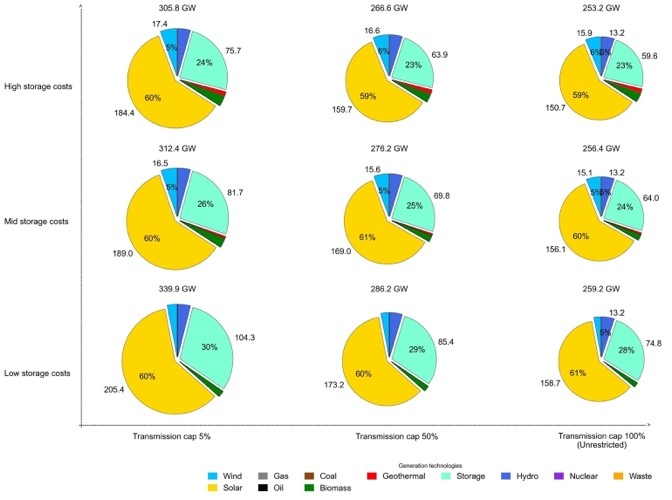 305.8 GW
266.6 GW
253.2 GW
17.4
5%
75.7
24%
60%
184.4
16.6
6%
63.9
23%
59%
159.7
15.9
13.2
6%
5%
59.6
23%
59%
150.7
High storage costs
312.4 GW
276.2 GW
256.4 GW
16.5
5%
81.7
26%
60%
189.0
15.6
5%
69.8
25%
61%
169.0
15.1
13.2
5%
5%
64.0
24%
60%
156.1
Mid storage costs
339.9 GW
286.2 GW
259.2 GW
104.3
30%
60%
205.4
85.4
29%
60%
173.2
13.2
5%
74.8
28%
61%
158.7
Low storage costs
Transmission cap 5%
Transmission cap 50%
Transmission cap 100%
(Unrestricted)
Generation technologies
Wind Gas Coal Geothermal Storage Hydro Nuclear Waste
Solar Oil Biomass